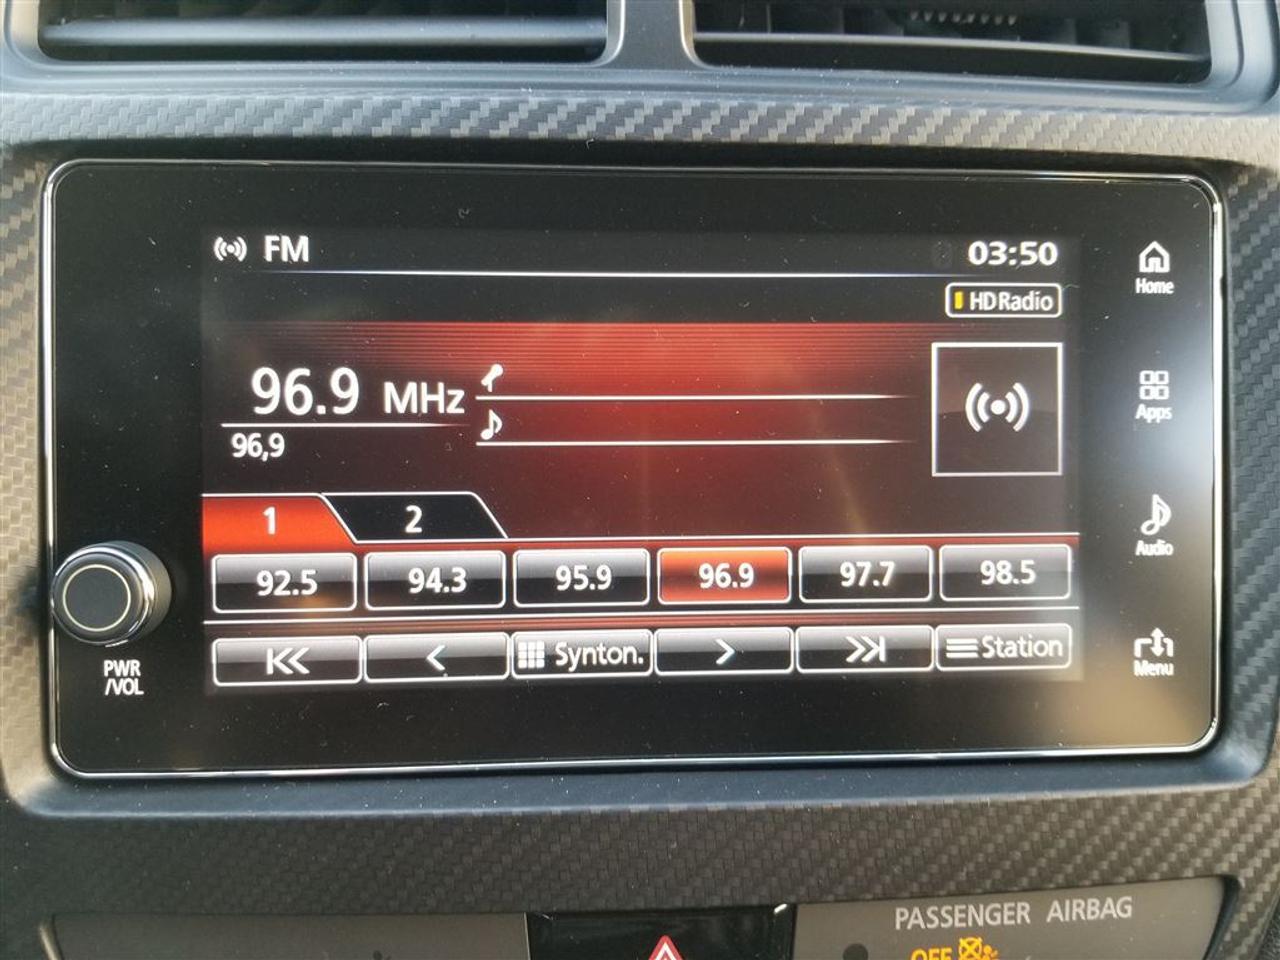 FM 03:50
HD Radio
Home
96.9 MHz
96,9
Apps
1 2
Audio
92.5 94.3 95.9 96.9 97.7 98.5
Synton. Station
PWR
/VOL
Menu
PASSENGER AIRBAG
OFF